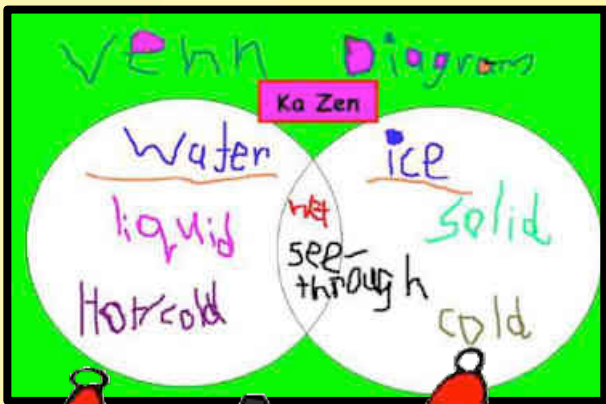 Venn Diagram
Ka Zen
Water
liquid
Hot/cold
wet
see-
through
ice
solid
cold